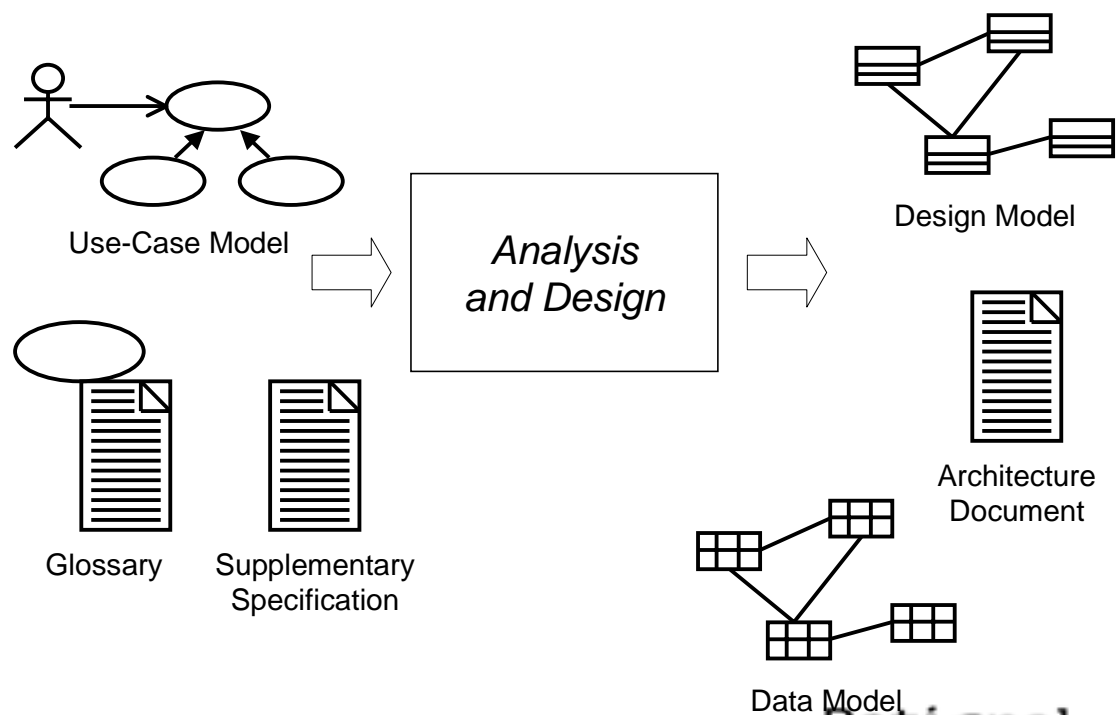 Use-Case Model
Analysis
and Design
Design Model
Glossary
Supplementary
Specification
Architecture
Document
Data Model